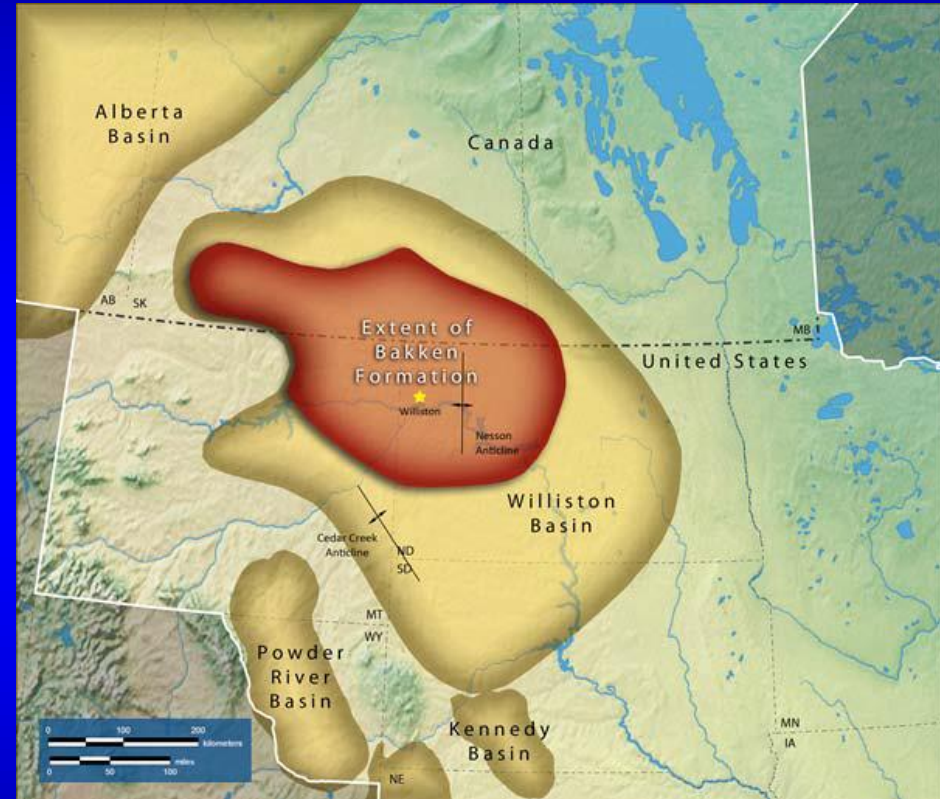 Alberta
Basin
Canada
AB
SK
MB
Extent of
Bakken
Formation
United States
Williston
Nesson
Anticline
Williston
Basin
Cedar Creek
Anticline
ND
SD
MT
WY
Powder
River
Basin
Kennedy
Basin
MN
IA
NE
0 100 200
kilometers
miles
0 50 100